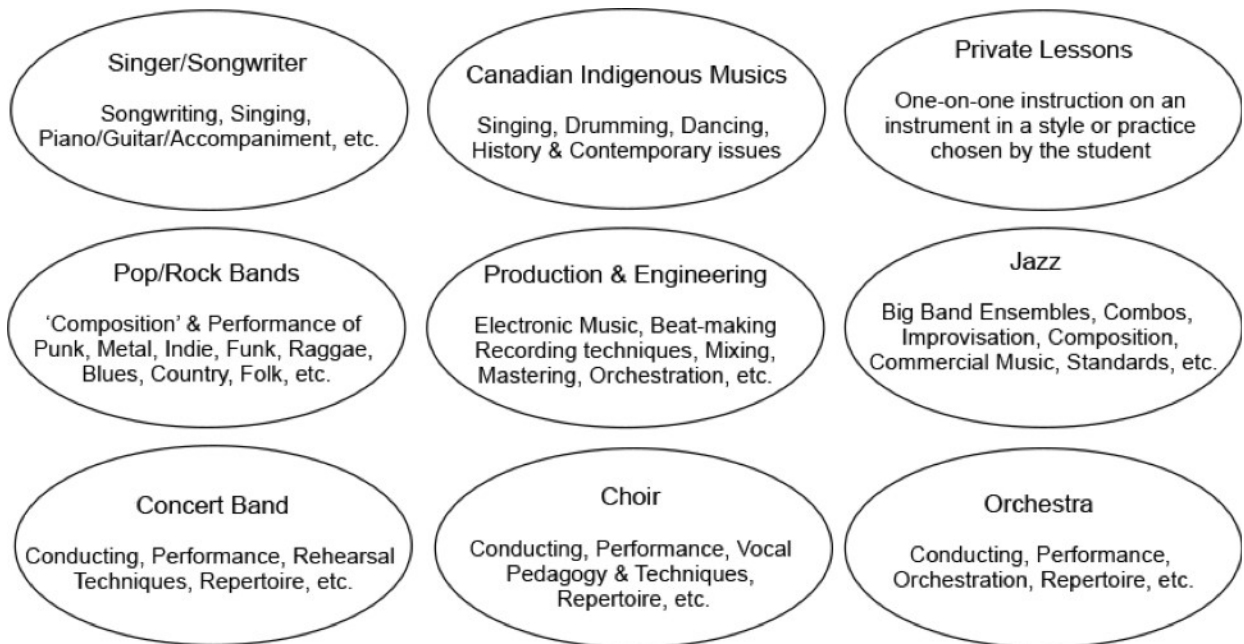 Singer/Songwriter
Songwriting, Singing,
Piano/Guitar/Accompaniment, etc.
Canadian Indigenous Musics
Singing, Drumming, Dancing,
History & Contemporary issues
Private Lessons
One-on-one instruction on an
instrument in a style or practice
chosen by the student
Pop/Rock Bands
‘Composition’ & Performance of
Punk, Metal, Indie, Funk, Raggae,
Blues, Country, Folk, etc.
Production & Engineering
Electronic Music, Beat-making
Recording techniques, Mixing,
Mastering, Orchestration, etc.
Jazz
Big Band Ensembles, Combos,
Improvisation, Composition,
Commercial Music, Standards, etc.
Concert Band
Conducting, Performance, Rehearsal
Techniques, Repertoire, etc.
Choir
Conducting, Performance, Vocal
Pedagogy & Techniques,
Repertoire, etc.
Orchestra
Conducting, Performance,
Orchestration, Repertoire, etc.